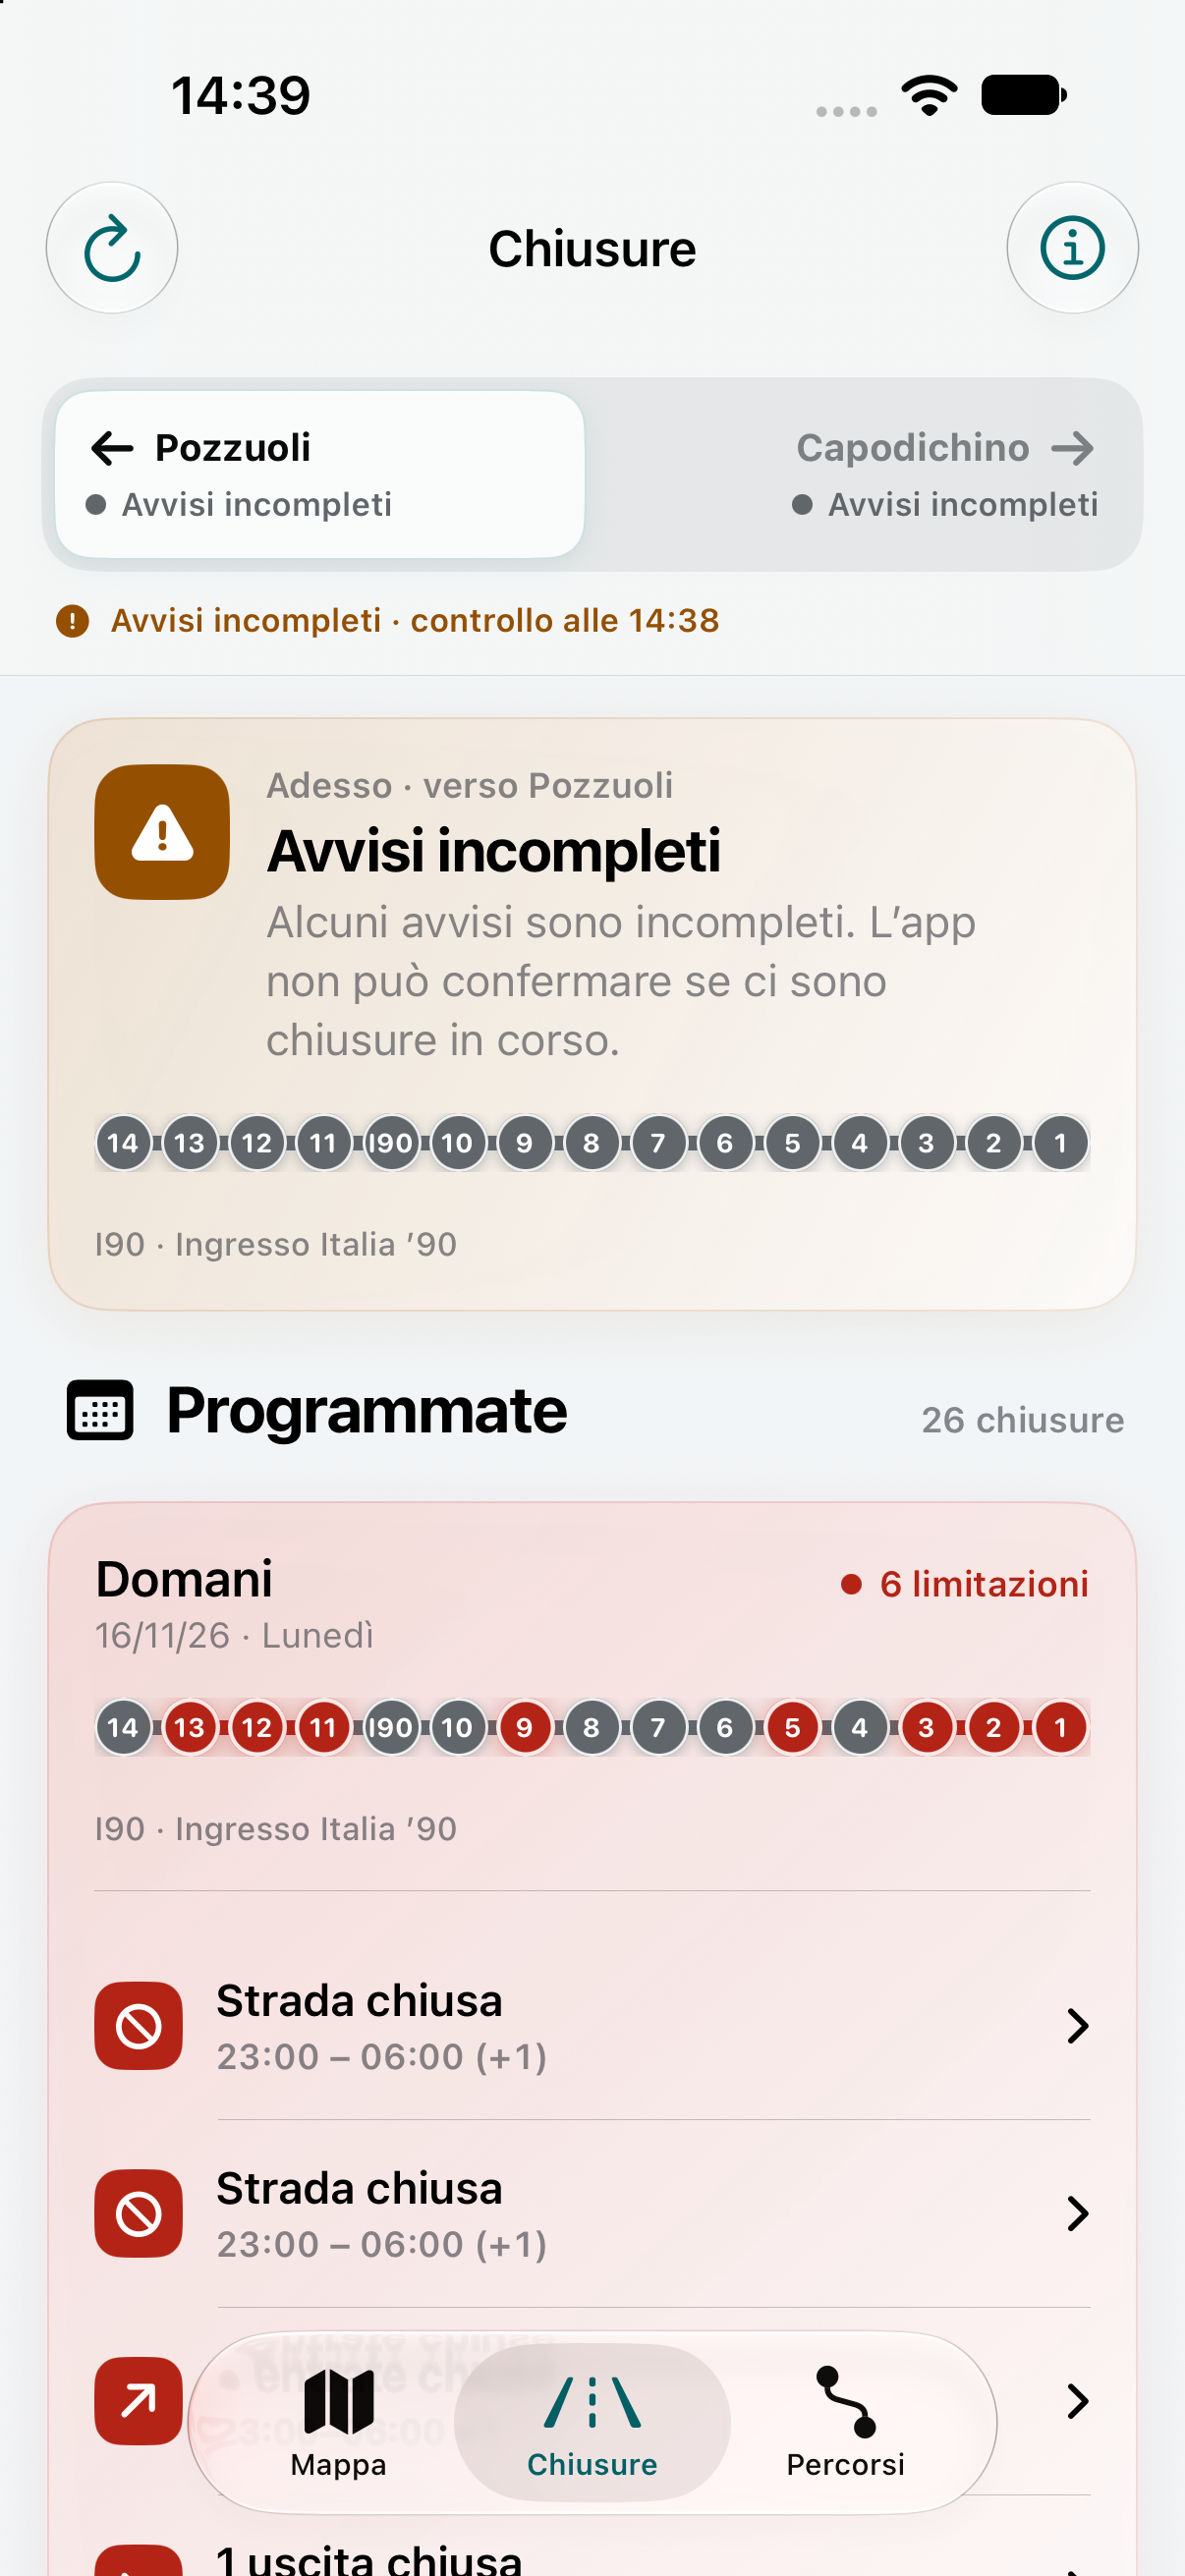 14:39
Chiusure
Pozzuoli
Avvisi incompleti
Capodichino
Avvisi incompleti
Avvisi incompleti · controllo alle 14:38
Adesso · verso Pozzuoli
Avvisi incompleti
Alcuni avvisi sono incompleti. L’app
non può confermare se ci sono
chiusure in corso.
14 13 12 11 I90 10 9 8 7 6 5 4 3 2 1
I90 · Ingresso Italia ’90
Programmate
26 chiusure
Domani
6 limitazioni
16/11/26 · Lunedì
14 13 12 11 I90 10 9 8 7 6 5 4 3 2 1
I90 · Ingresso Italia ’90
Strada chiusa
23:00 – 06:00 (+1)
Strada chiusa
23:00 – 06:00 (+1)
Mappa
Chiusure
Percorsi
1 uscita chiusa